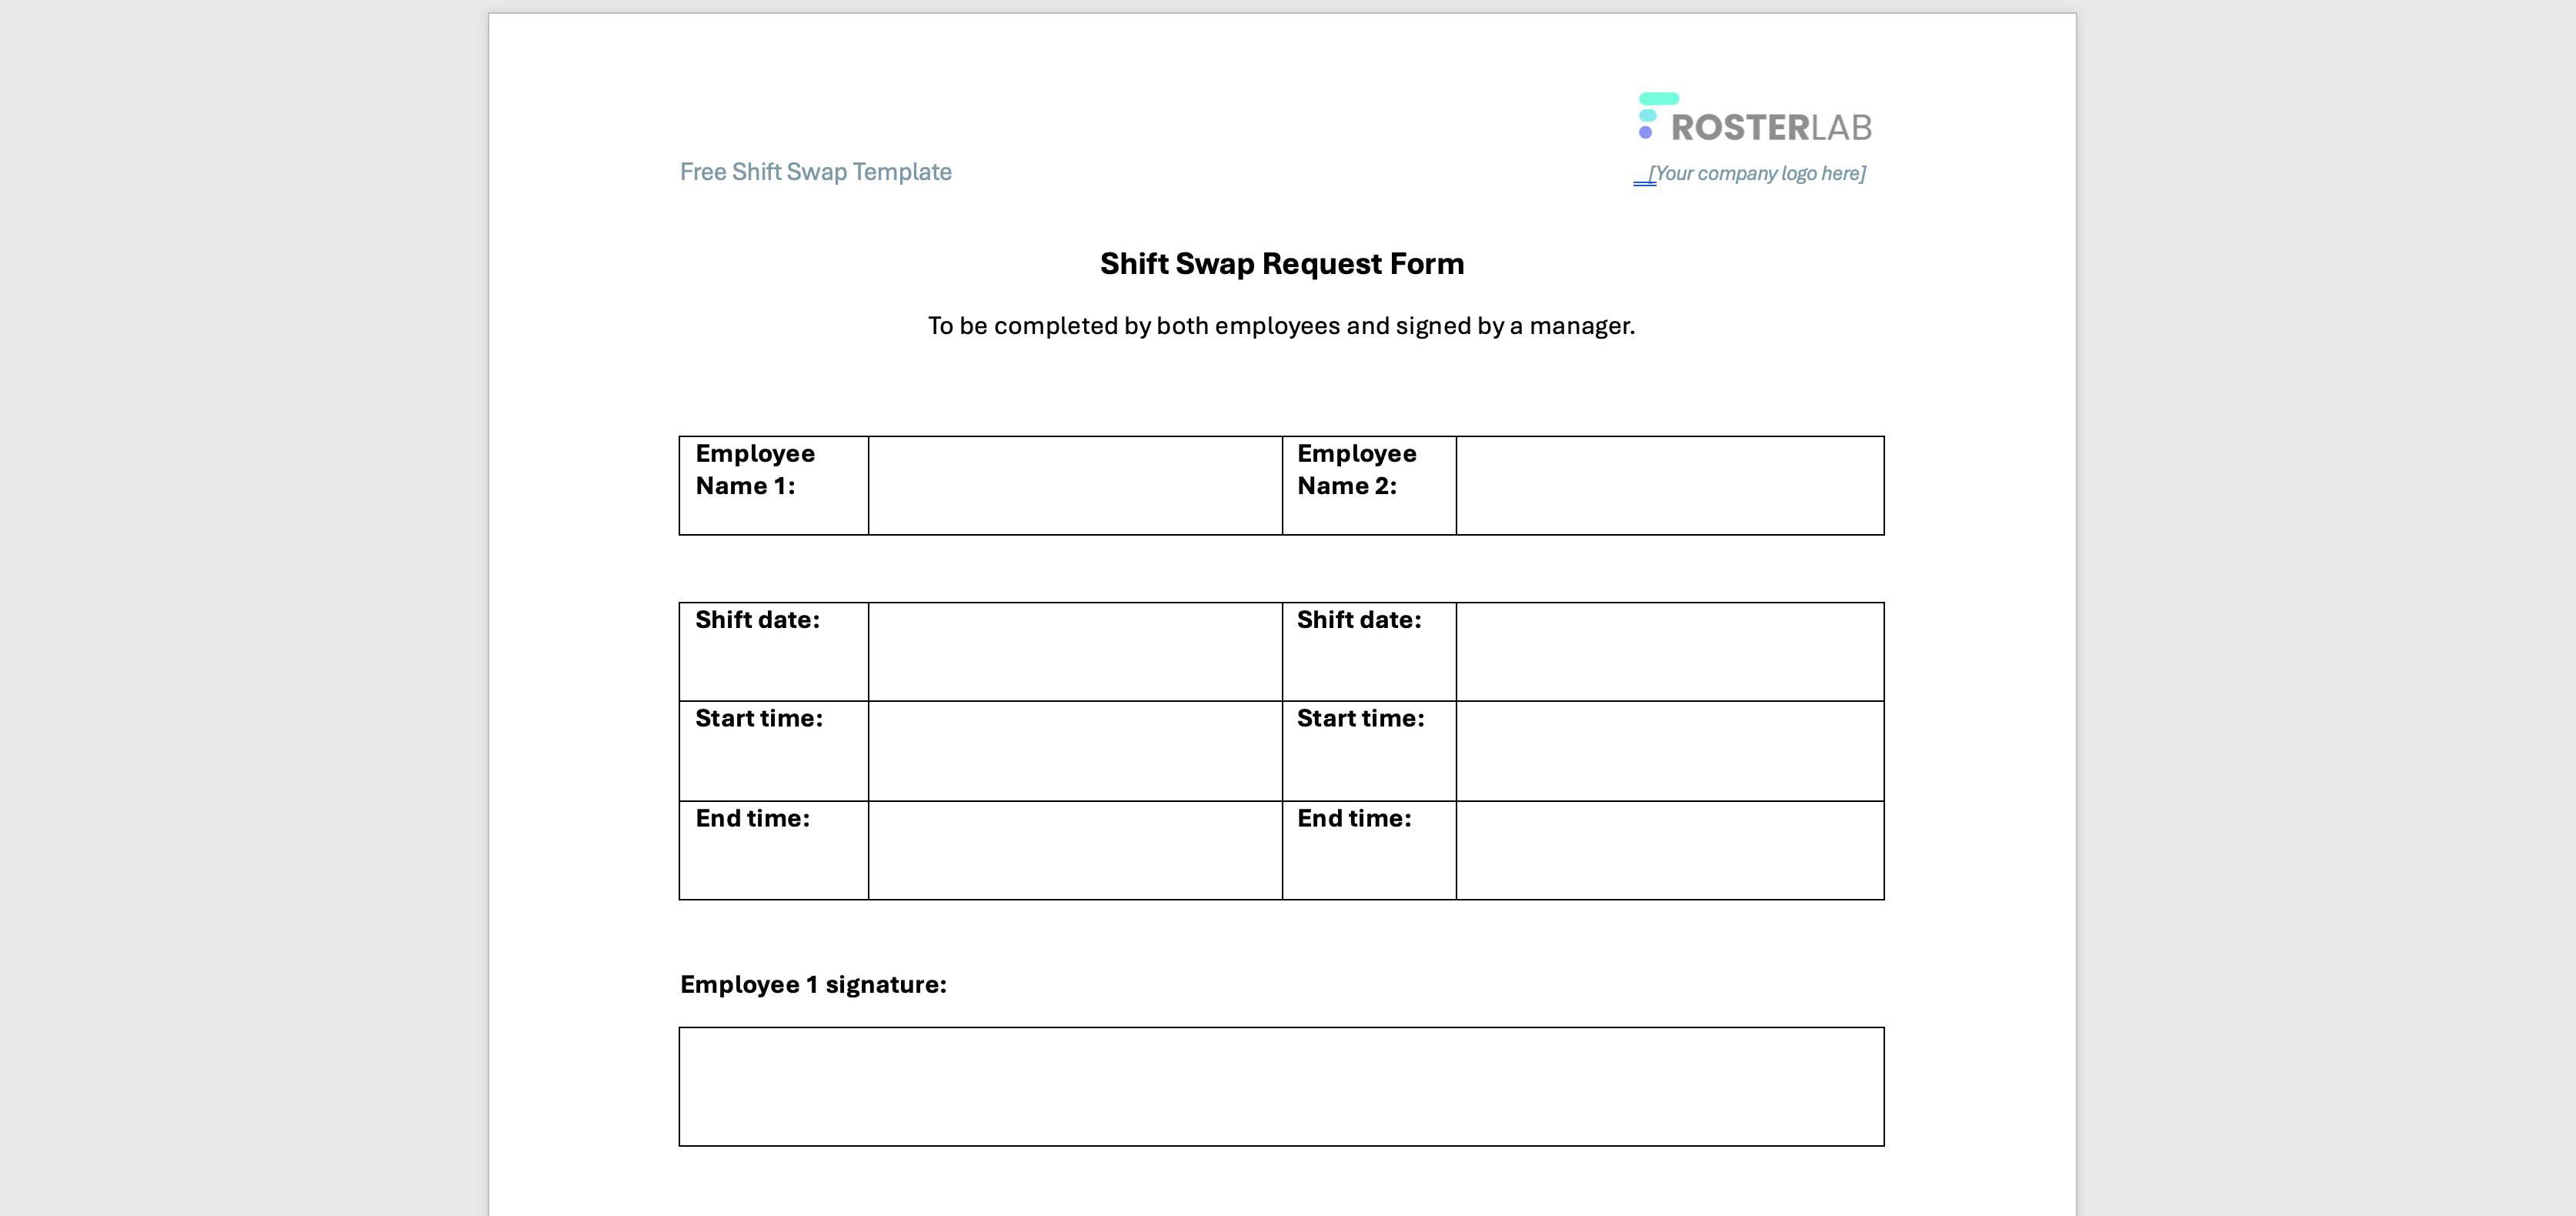 ROSTERLAB
Free Shift Swap Template
[Your company logo here]
Shift Swap Request Form
To be completed by both employees and signed by a manager.
Employee
Name 1:
Employee
Name 2:
Shift date:
Shift date:
Start time:
Start time:
End time:
End time:
Employee 1 signature: